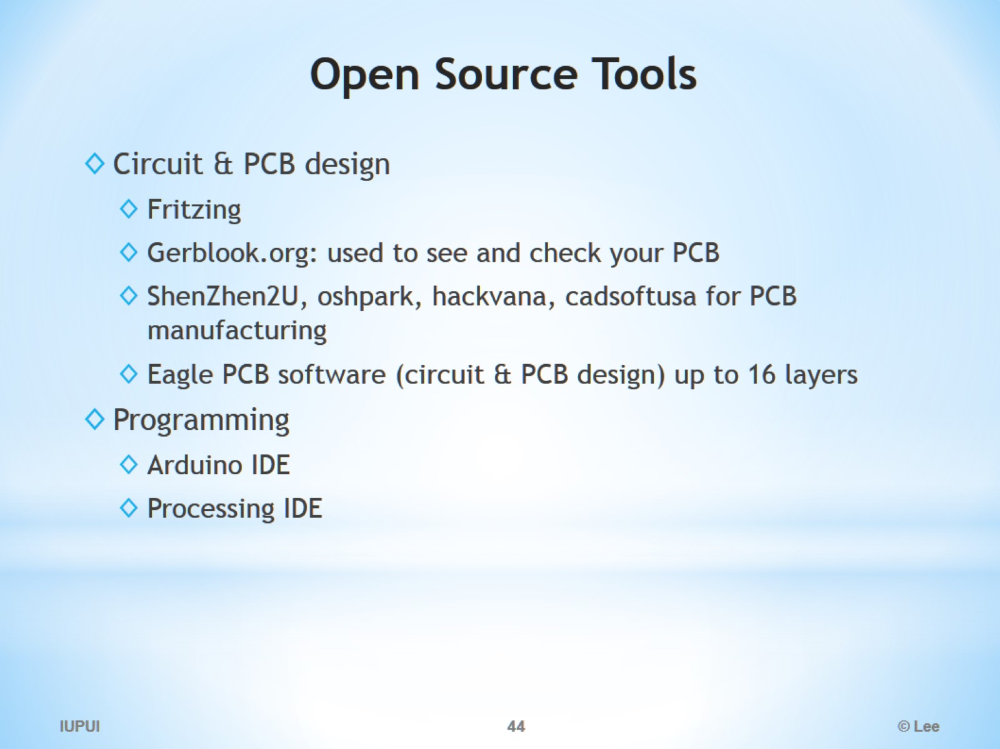 Open Source Tools
Circuit & PCB design
Fritzing
Gerblook.org: used to see and check your PCB
ShenZhen2U, oshpark, hackvana, cadsoftusa for PCB
manufacturing
Eagle PCB software (circuit & PCB design) up to 16 layers
Programming
Arduino IDE
Processing IDE
IUPUI
44
© Lee